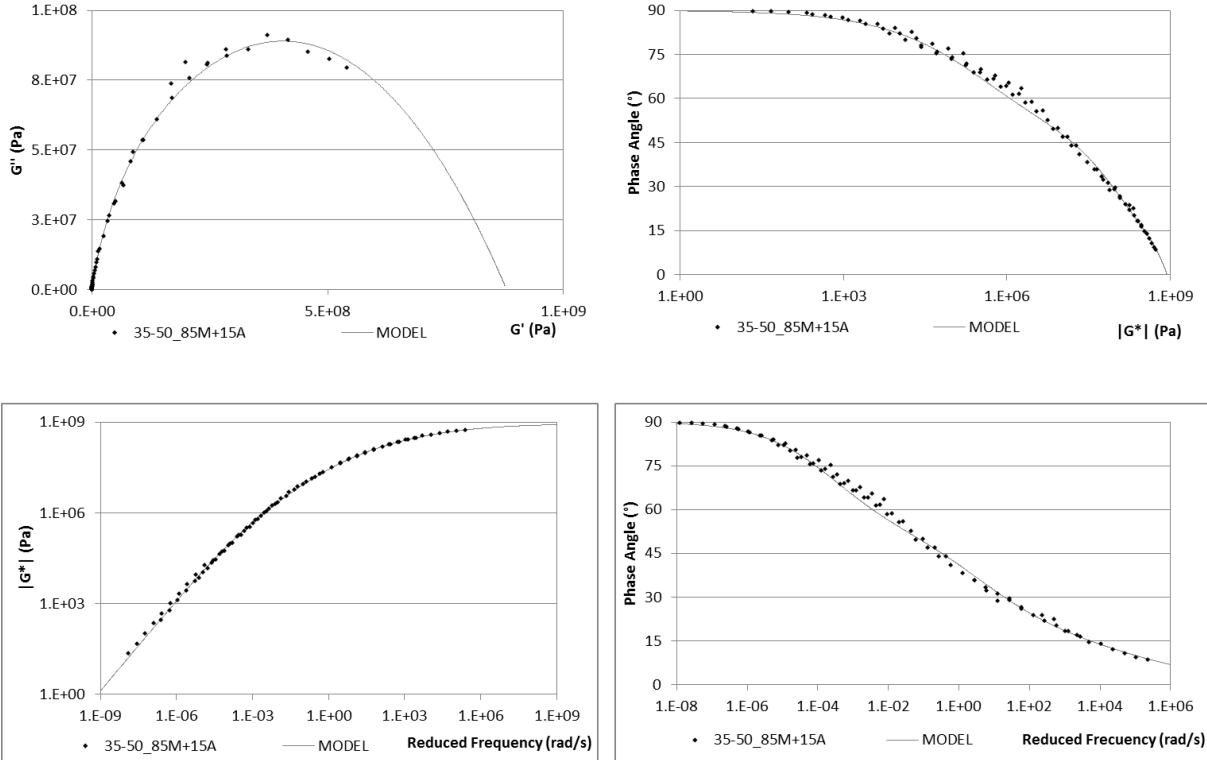 1.E+08
8.E+07
5.E+07
3.E+07
0.E+00
G'' (Pa)
0.E+00 5.E+08 1.E+09
35-50_85M+15A MODEL G' (Pa)
90
75
60
45
30
15
0
Phase Angle (°)
1.E+00 1.E+03 1.E+06 1.E+09
35-50_85M+15A MODEL |G*| (Pa)
1.E+09
1.E+06
1.E+03
1.E+00
|G*| (Pa)
1.E-09 1.E-06 1.E-03 1.E+00 1.E+03 1.E+06 1.E+09
35-50_85M+15A MODEL Reduced Frequency (rad/s)
90
75
60
45
30
15
0
Phase Angle (°)
1.E-08 1.E-06 1.E-04 1.E-02 1.E+00 1.E+02 1.E+04 1.E+06
35-50_85M+15A MODEL Reduced Frecuency (rad/s)